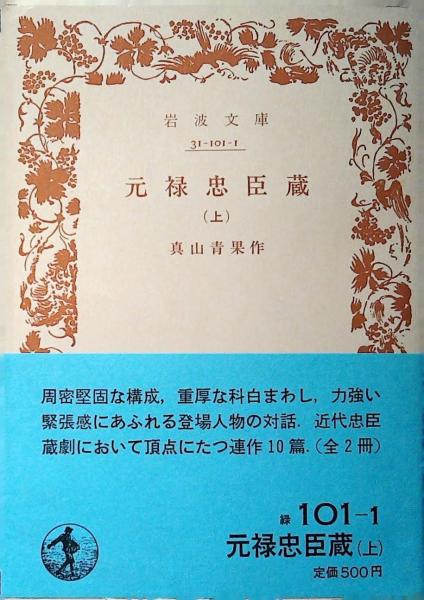 岩波文庫
31-101-1
元禄忠臣蔵
(上)
真山青果作
周密堅固な構成，重厚な科白まわし，力強い
緊張感にあふれる登場人物の対話．近代忠臣
蔵劇において頂点にたつ連作10篇.(全2冊)
緑 101-1
元禄忠臣蔵(上)
定価500円